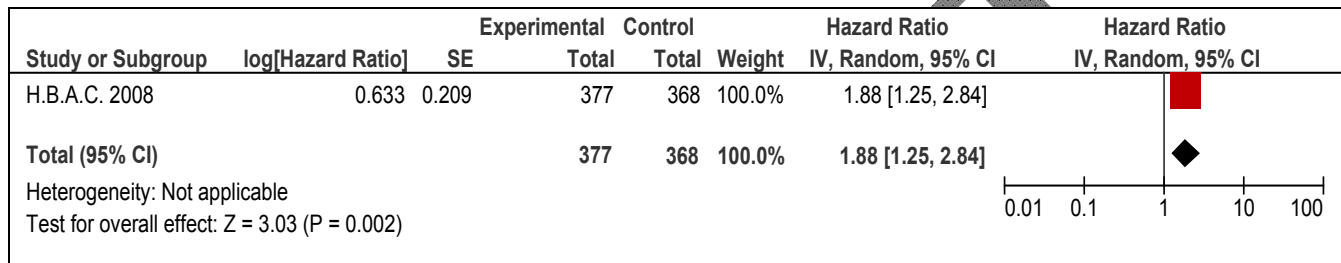 Experimental Control Hazard Ratio Hazard Ratio
Study or Subgroup log[Hazard Ratio] SE Total Total Weight IV, Random, 95% CI IV, Random, 95% CI
H.B.A.C. 2008 0.633 0.209 377 368 100.0% 1.88 [1.25, 2.84]
Total (95% CI) 377 368 100.0% 1.88 [1.25, 2.84]
Heterogeneity: Not applicable
Test for overall effect: Z = 3.03 (P = 0.002)
0.01 0.1 1 10 100